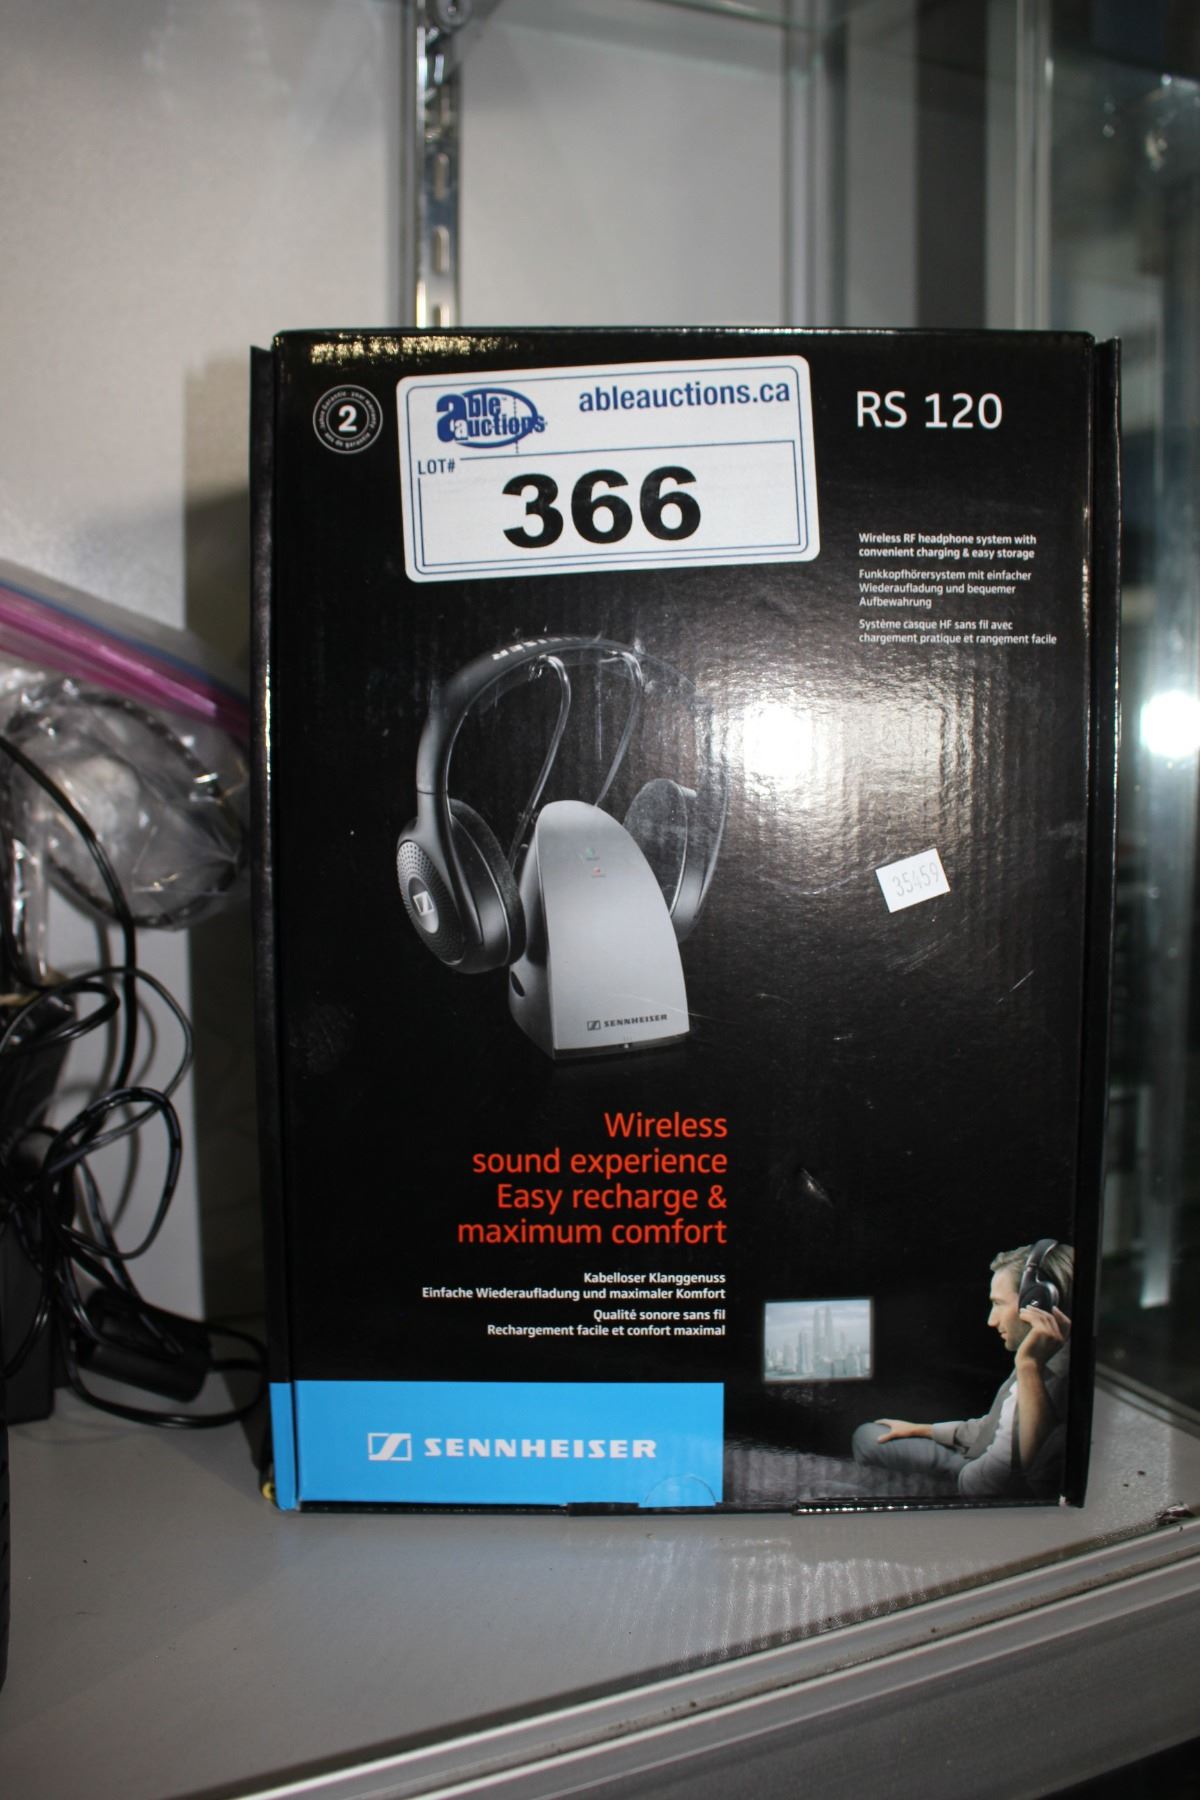 2
able auctions
ableauctions.ca
LOT#
366
RS 120
Wireless RF headphone system with
convenient charging & easy storage
Funkkopfhörersystem mit einfacher
Wiederaufladung und bequemer
Aufbewahrung
Système casque HF sans fil avec
chargement pratique et rangement facile
35459
SENNHEISER
Wireless
sound experience
Easy recharge &
maximum comfort
Kabelloser Klanggenuss
Einfache Wiederaufladung und maximaler Komfort
Qualité sonore sans fil
Rechargement facile et confort maximal
SENNHEISER